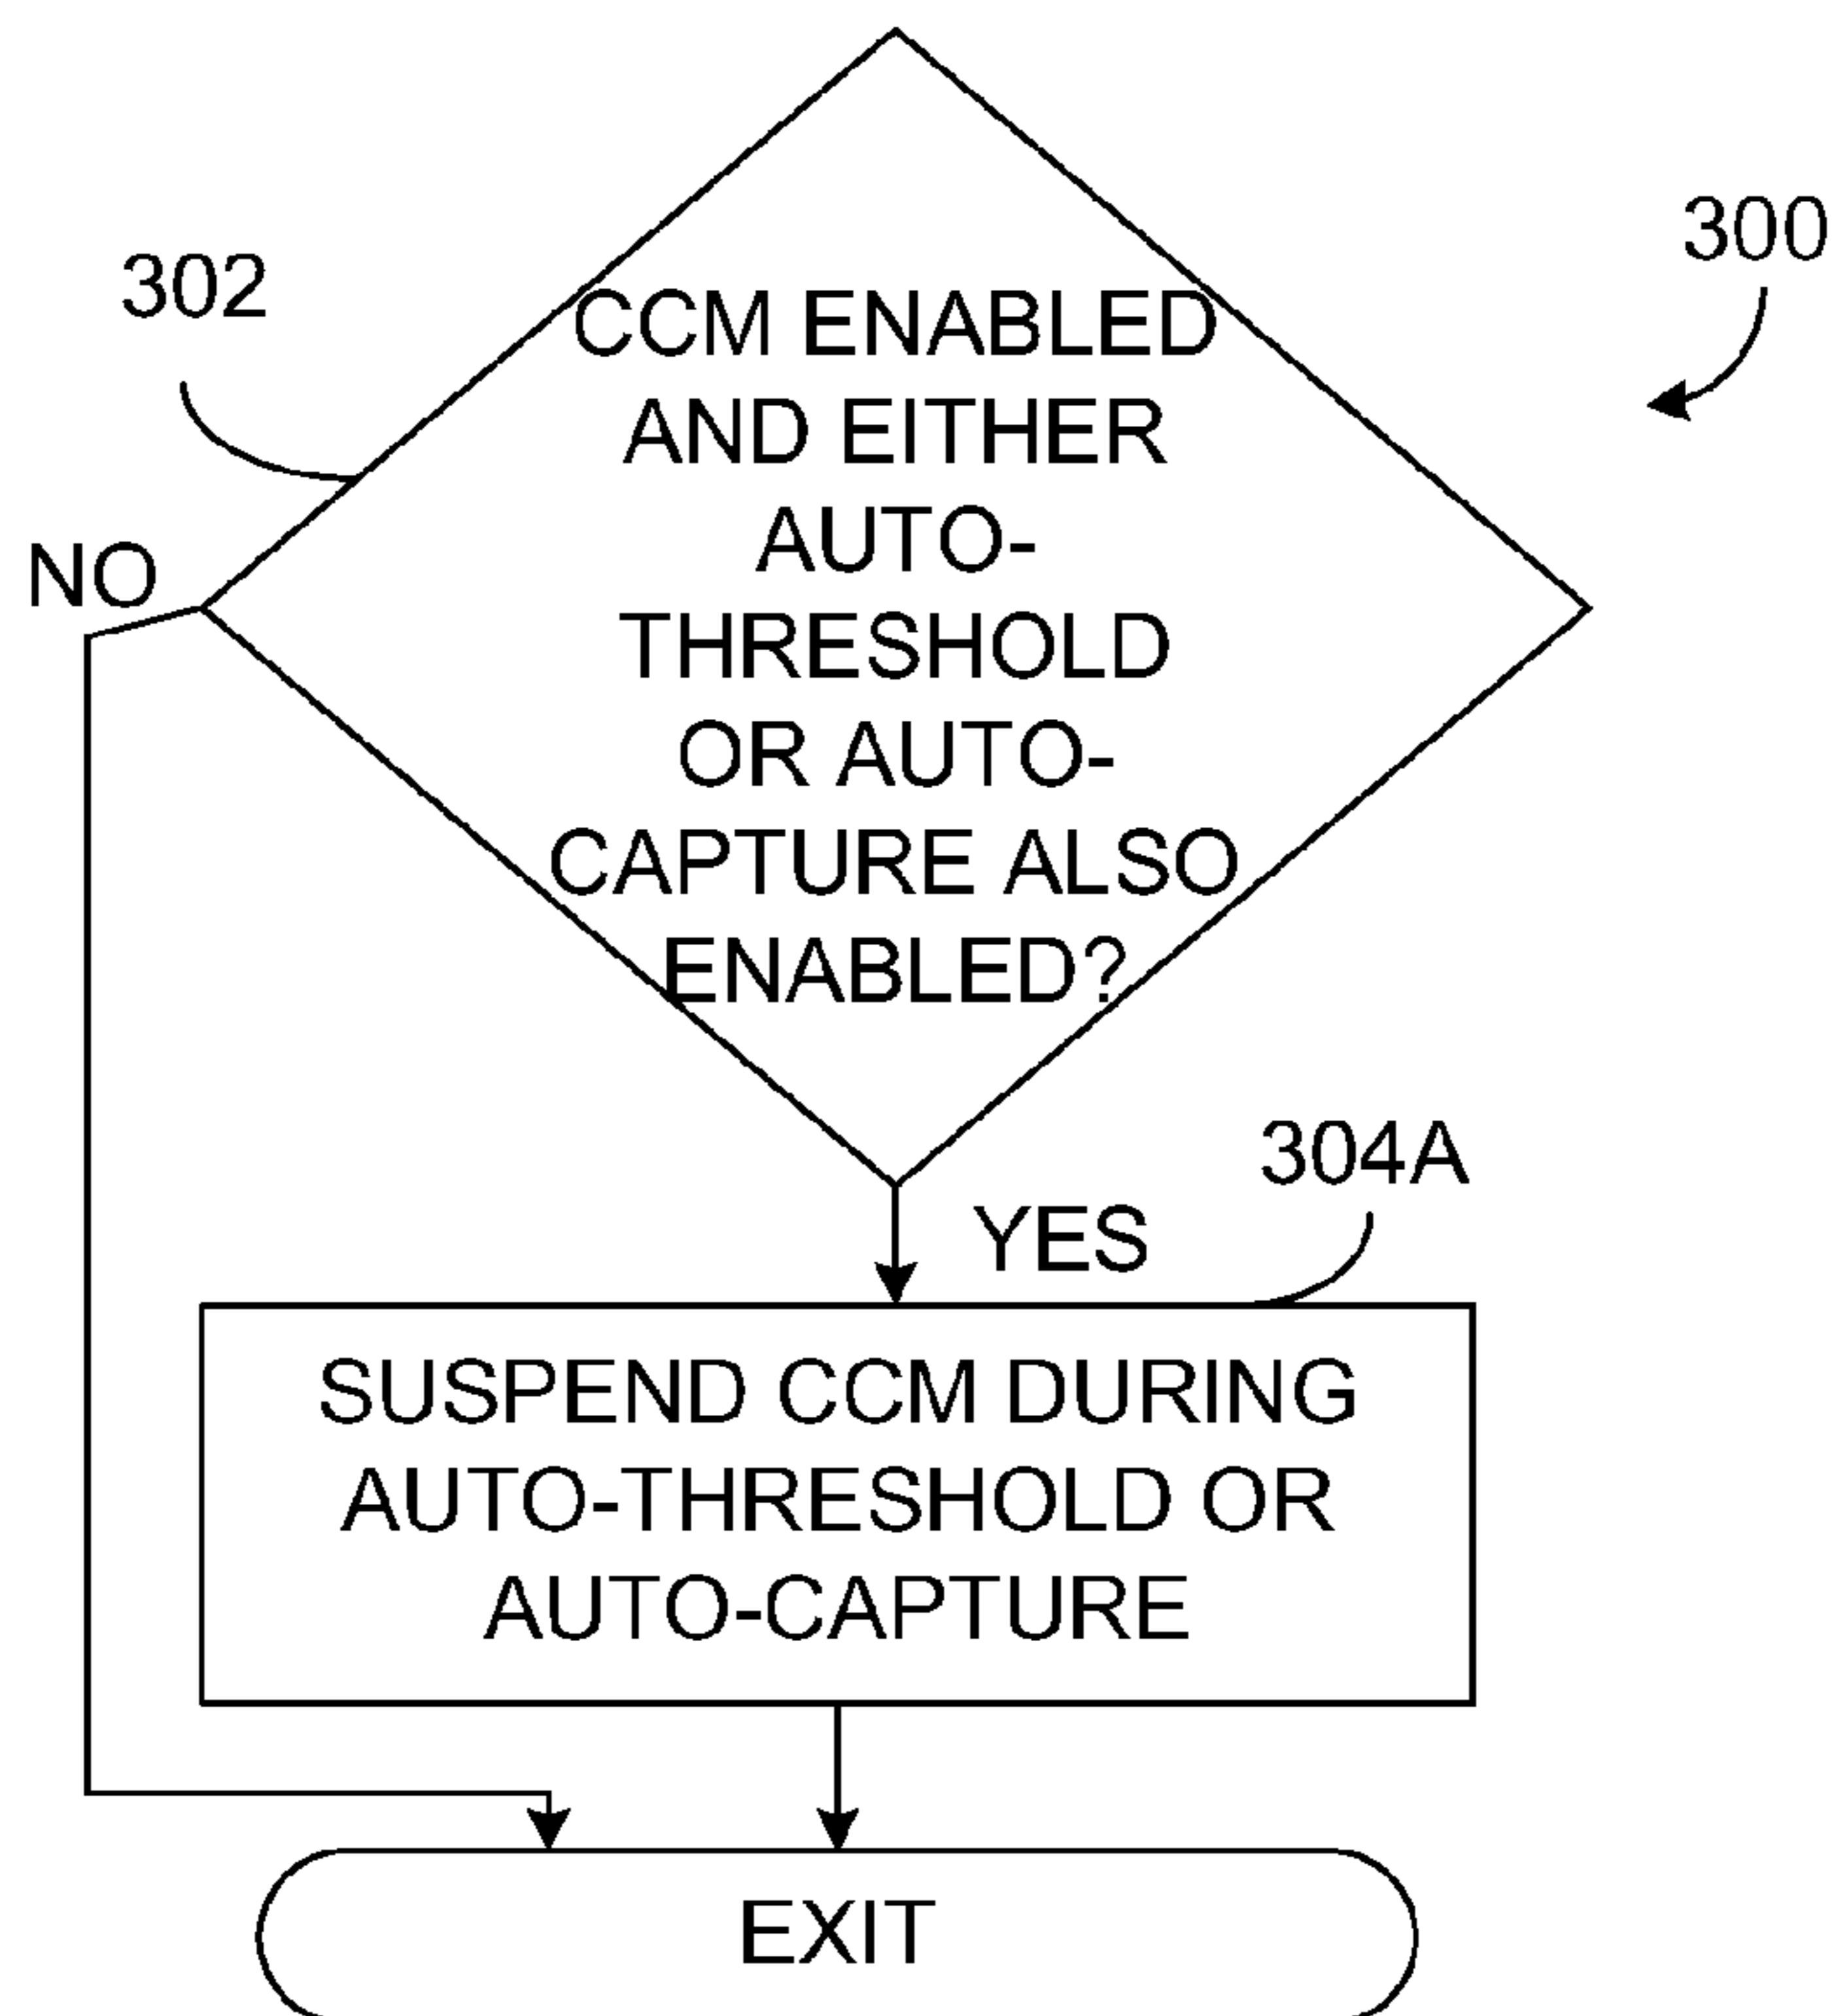 300
302
CCM ENABLED
AND EITHER
AUTO-
THRESHOLD
OR AUTO-
CAPTURE ALSO
ENABLED?
NO
304A
YES
SUSPEND CCM DURING
AUTO-THRESHOLD OR
AUTO-CAPTURE
EXIT